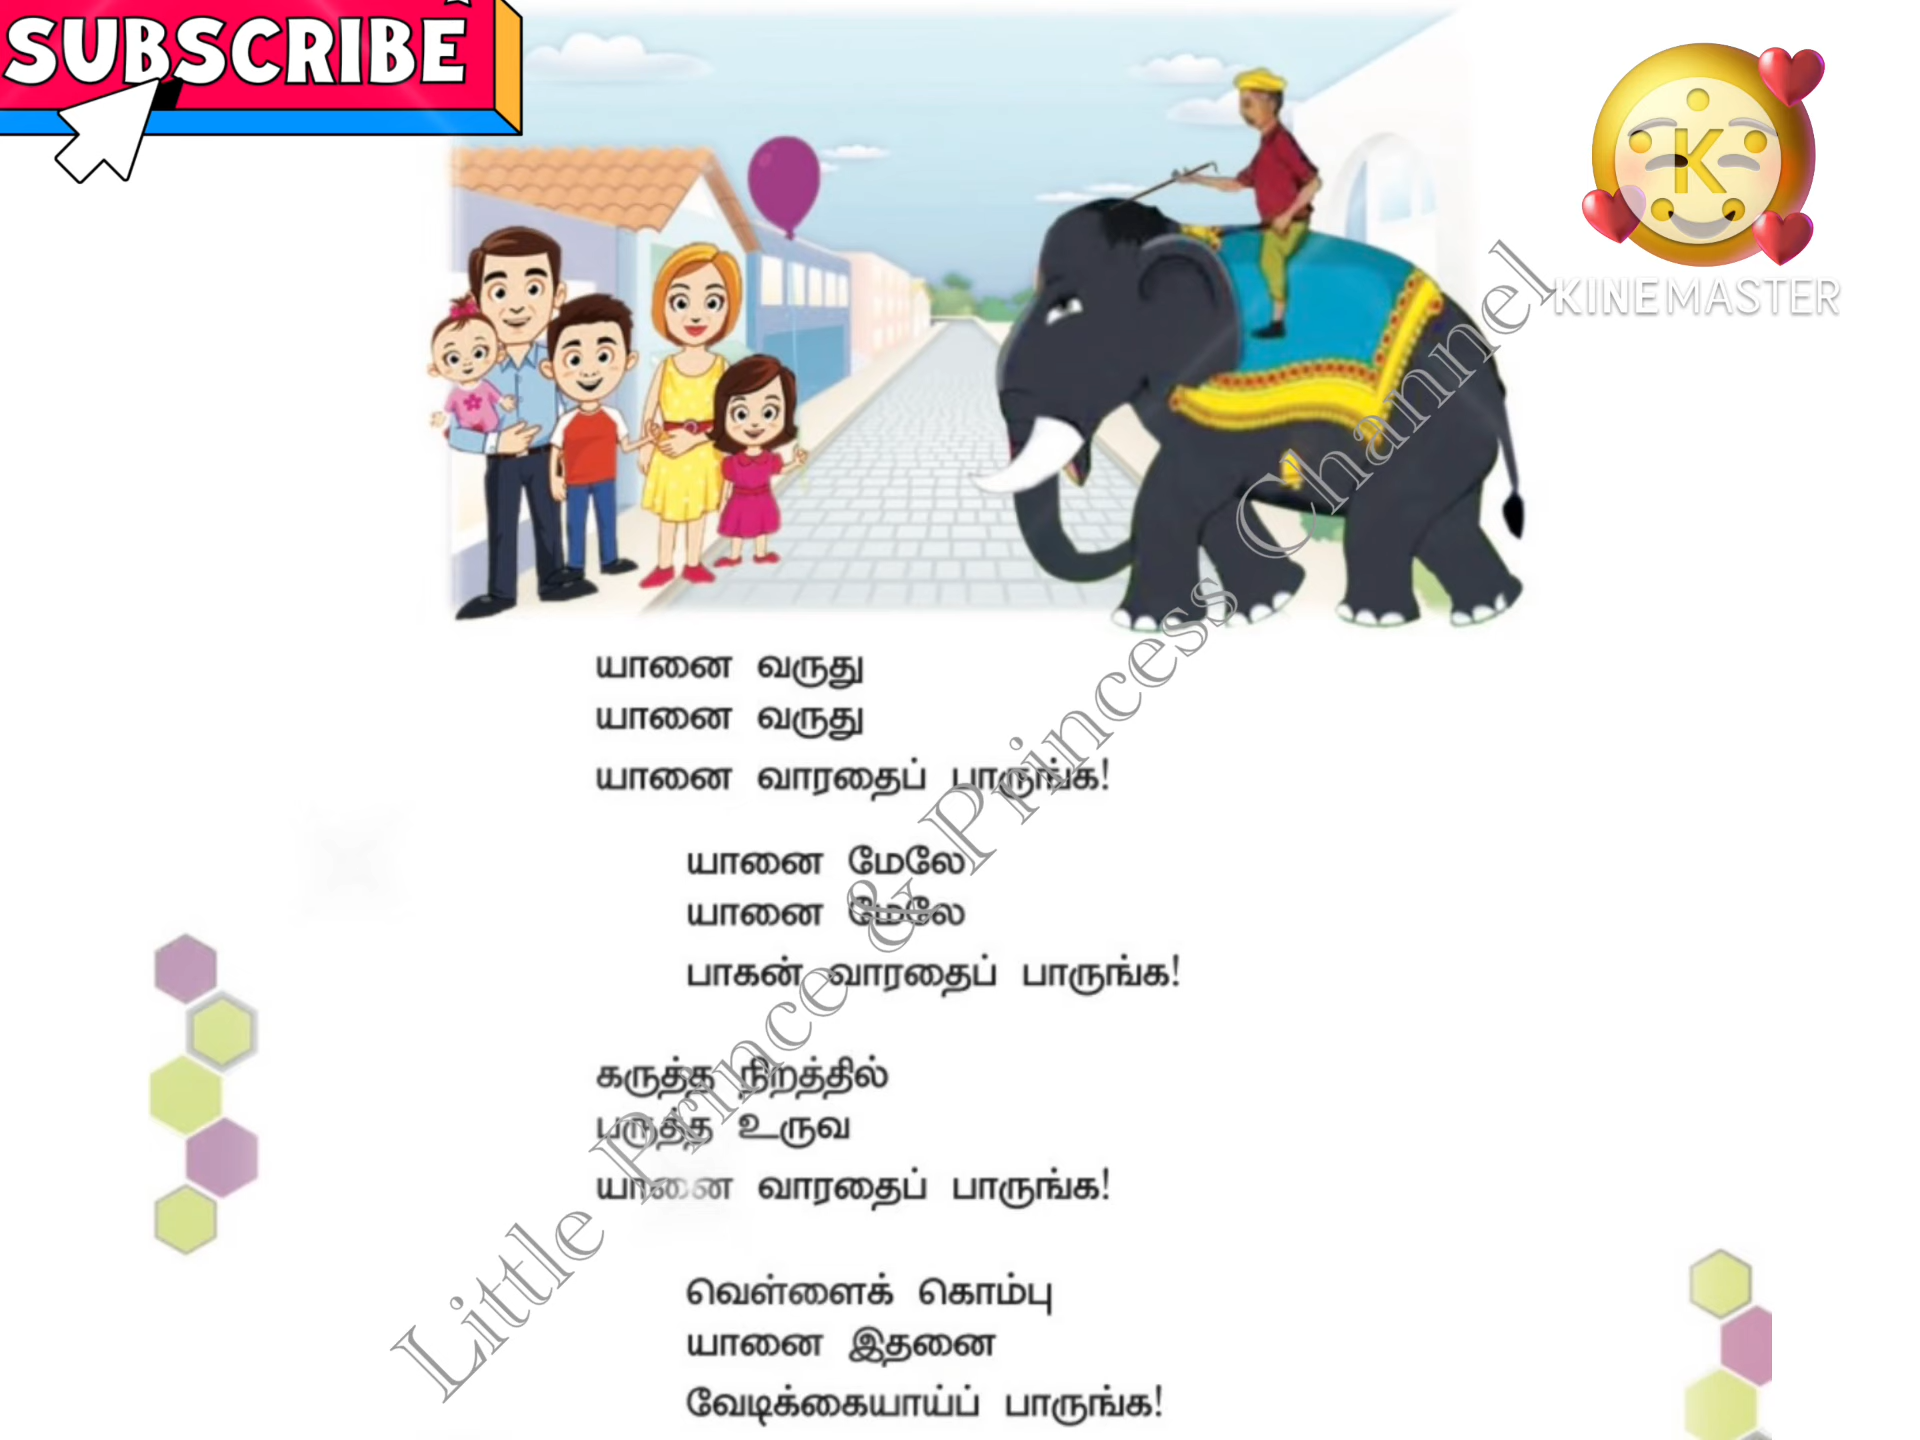 SUBSCRIBE
K
KINEMASTER
யானை வருது
யானை வருது
யானை வாரதைப் பாருங்க!
யானை மேலே
யானை மேலே
பாகன் வாரதைப் பாருங்க!
கருத்த நிறத்தில்
பருத்த உருவ
யானை வாரதைப் பாருங்க!
வெள்ளைக் கொம்பு
யானை இதனை
வேடிக்கையாய்ப் பாருங்க!
Little Prince & Princess Channel